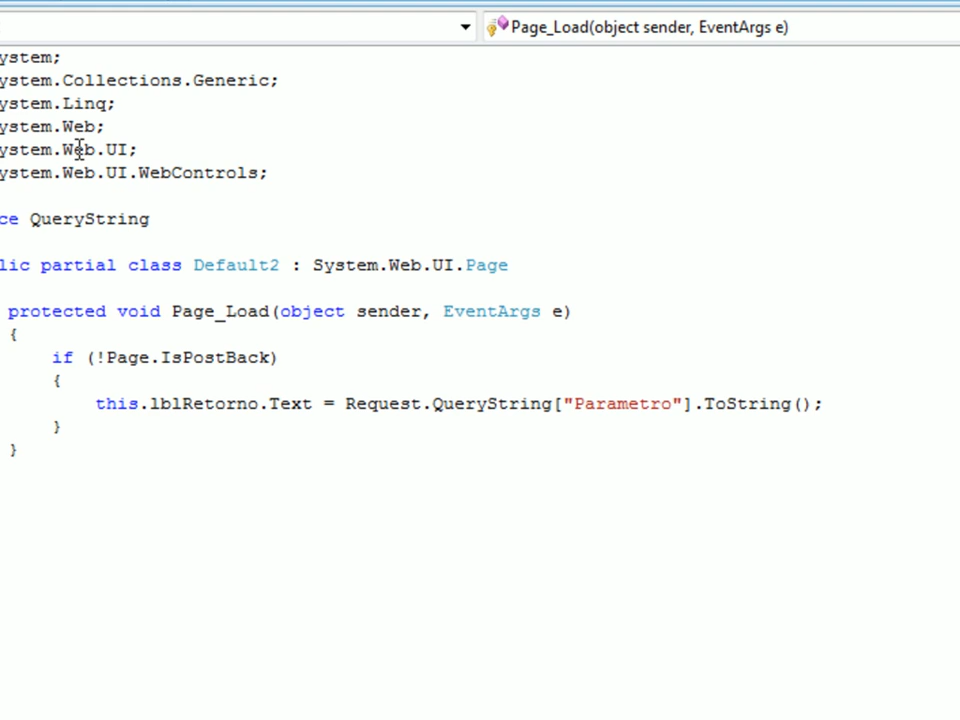 Page_Load(object sender, EventArgs e)
ystem;
ystem.Collections.Generic;
ystem.Linq;
ystem.Web;
ystem.Web.UI;
ystem.Web.UI.WebControls;
ce QueryString
lic partial class Default2 : System.Web.UI.Page
protected void Page_Load(object sender, EventArgs e)
{
if (!Page.IsPostBack)
{
this.lblRetorno.Text = Request.QueryString["Parametro"].ToString();
}
}